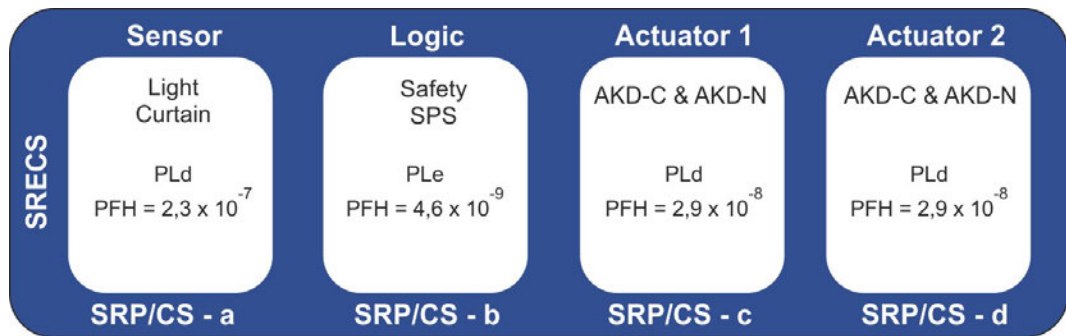 SRECS
Sensor
Light
Curtain
PLd
PFH = 2,3 x 10⁻⁷
SRP/CS - a
Logic
Safety
SPS
PLe
PFH = 4,6 x 10⁻⁹
SRP/CS - b
Actuator 1
AKD-C & AKD-N
PLd
PFH = 2,9 x 10⁻⁸
SRP/CS - c
Actuator 2
AKD-C & AKD-N
PLd
PFH = 2,9 x 10⁻⁸
SRP/CS - d